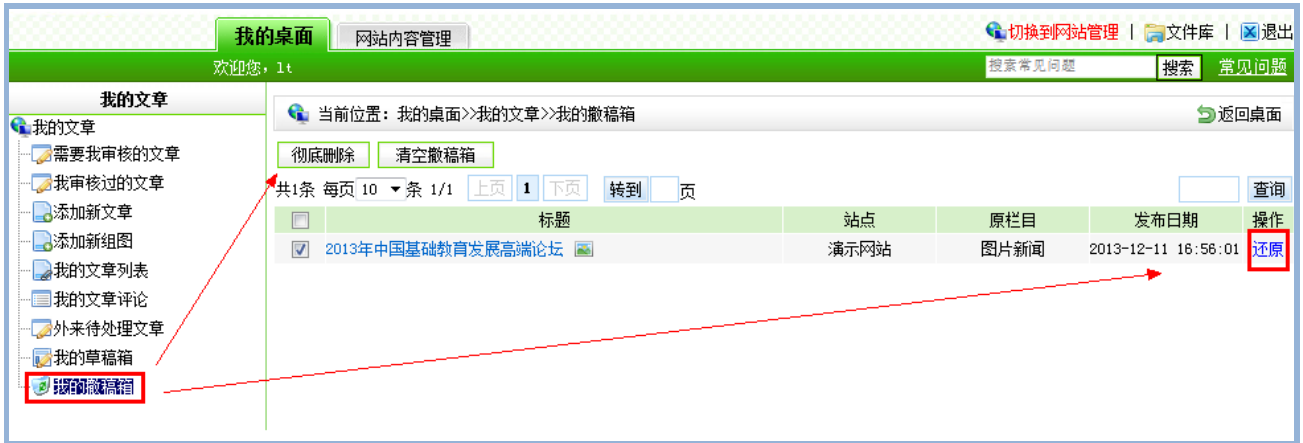 我的桌面 网站内容管理 切换到网站管理 | 文件库 | 退出
欢迎您，lt 搜索常见问题 搜索 常见问题
我的文章
当前位置：我的桌面>>我的文章>>我的撤稿箱 返回桌面
我的文章
需要我审核的文章
我审核过的文章
添加新文章
添加新组图
我的文章列表
我的文章评论
外来待处理文章
我的草稿箱
我的撤稿箱
彻底删除 清空撤稿箱
共1条 每页 10 条 1/1 上页 1 下页 转到 页 查询
标题 站点 原栏目 发布日期 操作
2013年中国基础教育发展高端论坛 演示网站 图片新闻 2013-12-11 16:56:01 还原